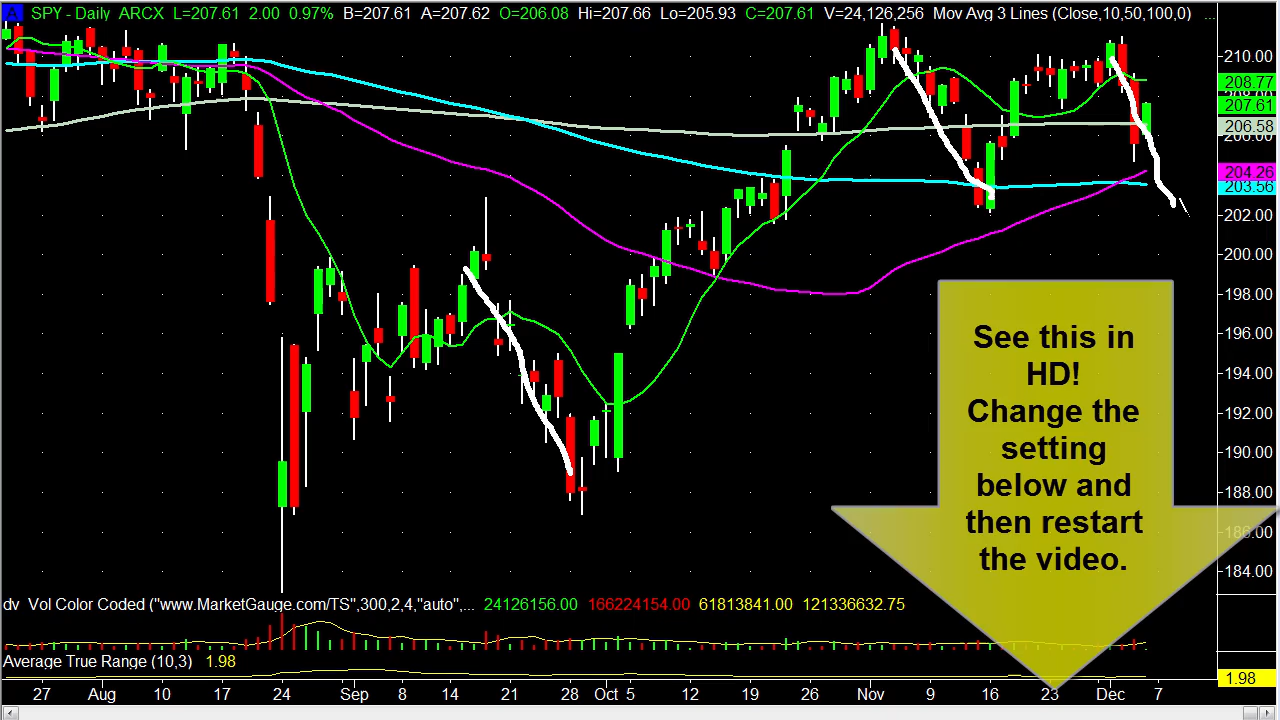 A SPY - Daily ARCX L=207.61 2.00 0.97% B=207.61 A=207.62 O=206.08 Hi=207.66 Lo=205.93 C=207.61 V=24,126,256 Mov Avg 3 Lines (Close,10,50,100,0) ...
210.00
208.77
207.61
206.58
206.00
204.26
203.56
202.00
200.00
198.00
196.00
194.00
192.00
190.00
188.00
186.00
184.00
See this in
HD!
Change the
setting
below and
then restart
the video.
dv Vol Color Coded ("www.MarketGauge.com/TS",300,2,4,"auto",... 24126156.00 166224154.00 61813841.00 121336632.75
Average True Range (10,3) 1.98
1.98
27 Aug 10 17 24 Sep 8 14 21 28 Oct 5 12 19 26 Nov 9 16 23 Dec 7